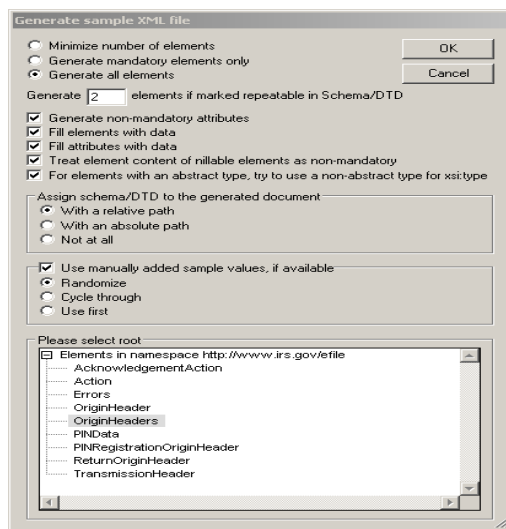 Generate sample XML file
Minimize number of elements
Generate mandatory elements only
Generate all elements
OK
Cancel
Generate 2 elements if marked repeatable in Schema/DTD
Generate non-mandatory attributes
Fill elements with data
Fill attributes with data
Treat element content of nillable elements as non-mandatory
For elements with an abstract type, try to use a non-abstract type for xsi:type
Assign schema/DTD to the generated document
With a relative path
With an absolute path
Not at all
Use manually added sample values, if available
Randomize
Cycle through
Use first
Please select root
Elements in namespace http://www.irs.gov/efile
AcknowledgementAction
Action
Errors
OriginHeader
OriginHeaders
PINData
PINRegistrationOriginHeader
ReturnOriginHeader
TransmissionHeader